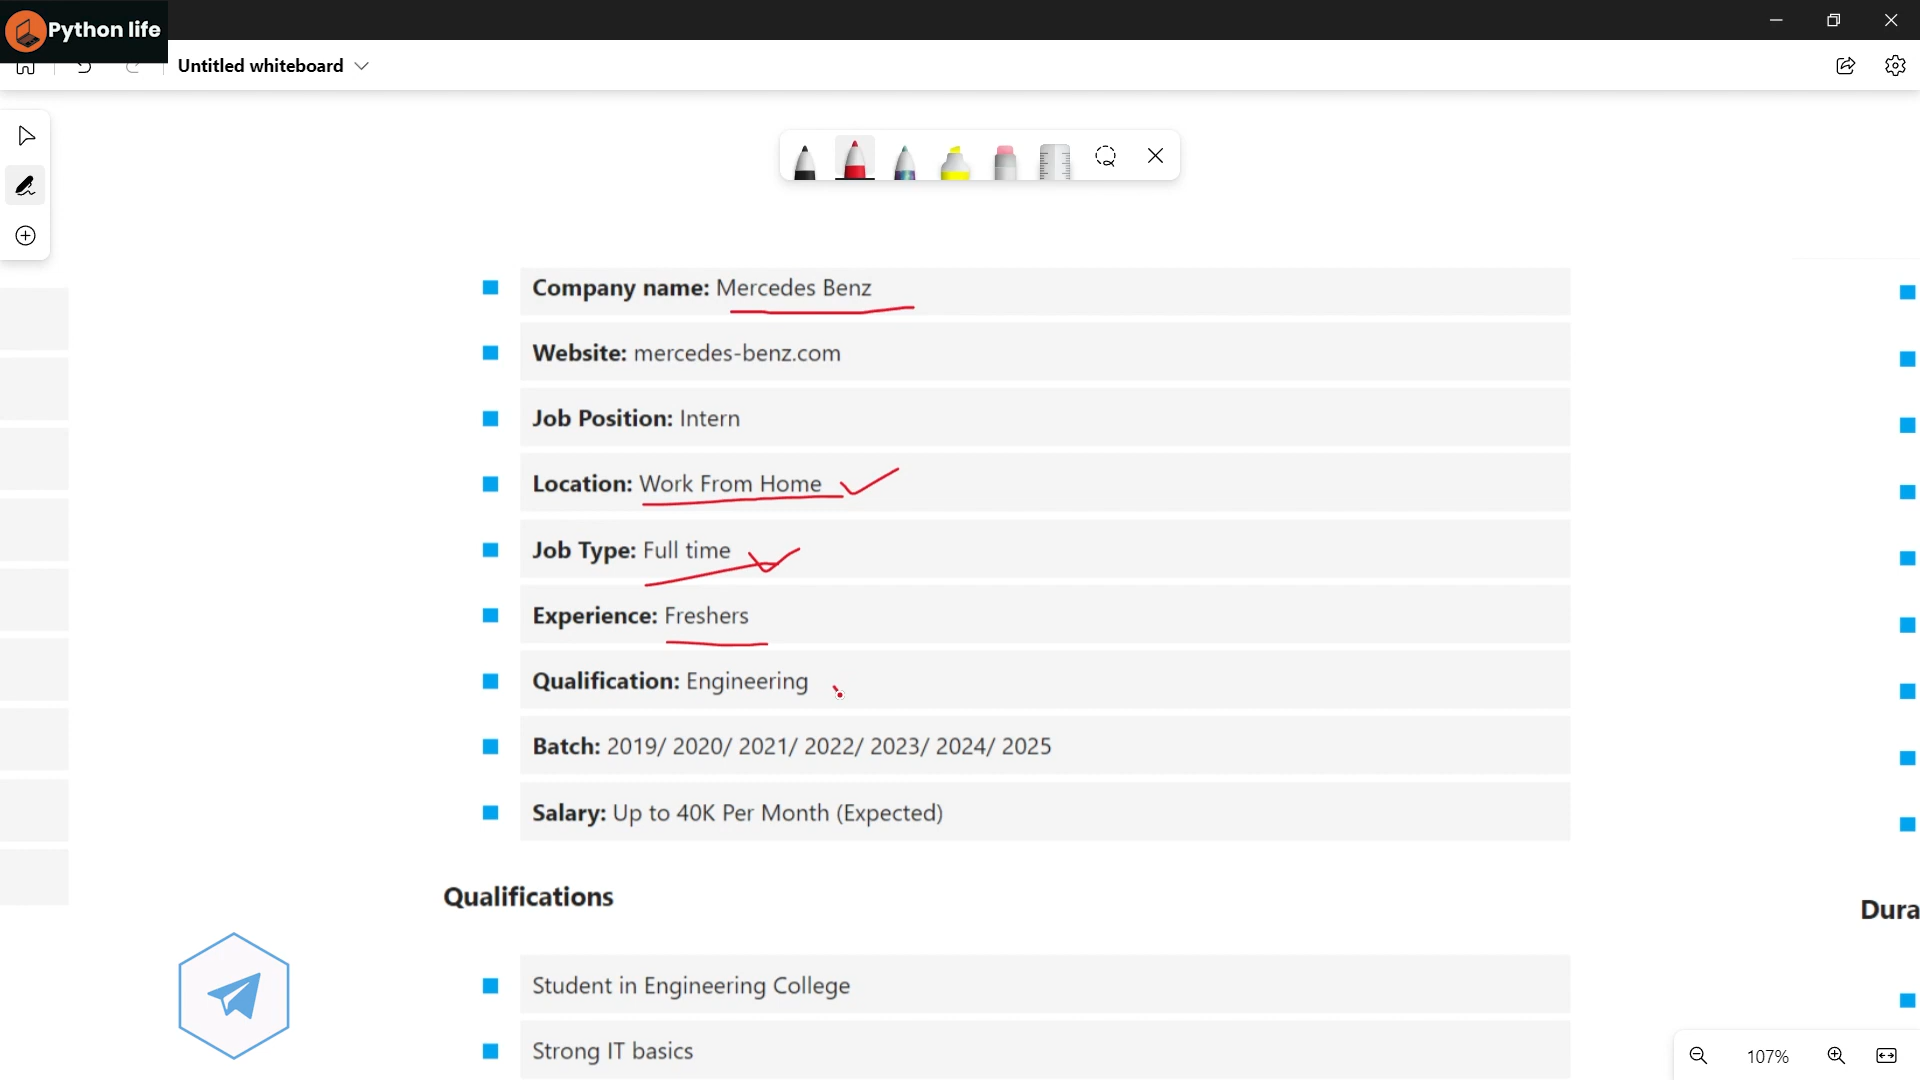 Python life
Untitled whiteboard
Company name: Mercedes Benz
Website: mercedes-benz.com
Job Position: Intern
Location: Work From Home
Job Type: Full time
Experience: Freshers
Qualification: Engineering
Batch: 2019/ 2020/ 2021/ 2022/ 2023/ 2024/ 2025
Salary: Up to 40K Per Month (Expected)
Qualifications
Dura
Student in Engineering College
Strong IT basics
107%